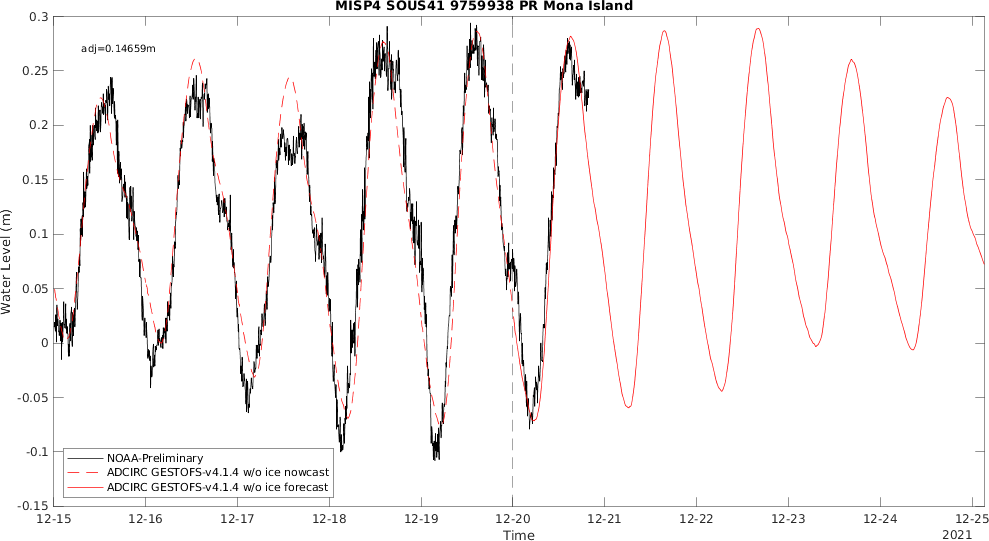 MISP4 SOUS41 9759938 PR Mona Island
adj=0.14659m
0.3
0.25
0.2
0.15
0.1
0.05
0
-0.05
-0.1
-0.15
Water Level (m)
NOAA-Preliminary
ADCIRC GESTOFS-v4.1.4 w/o ice nowcast
ADCIRC GESTOFS-v4.1.4 w/o ice forecast
12-15 12-16 12-17 12-18 12-19 12-20 12-21 12-22 12-23 12-24 12-25
Time
2021